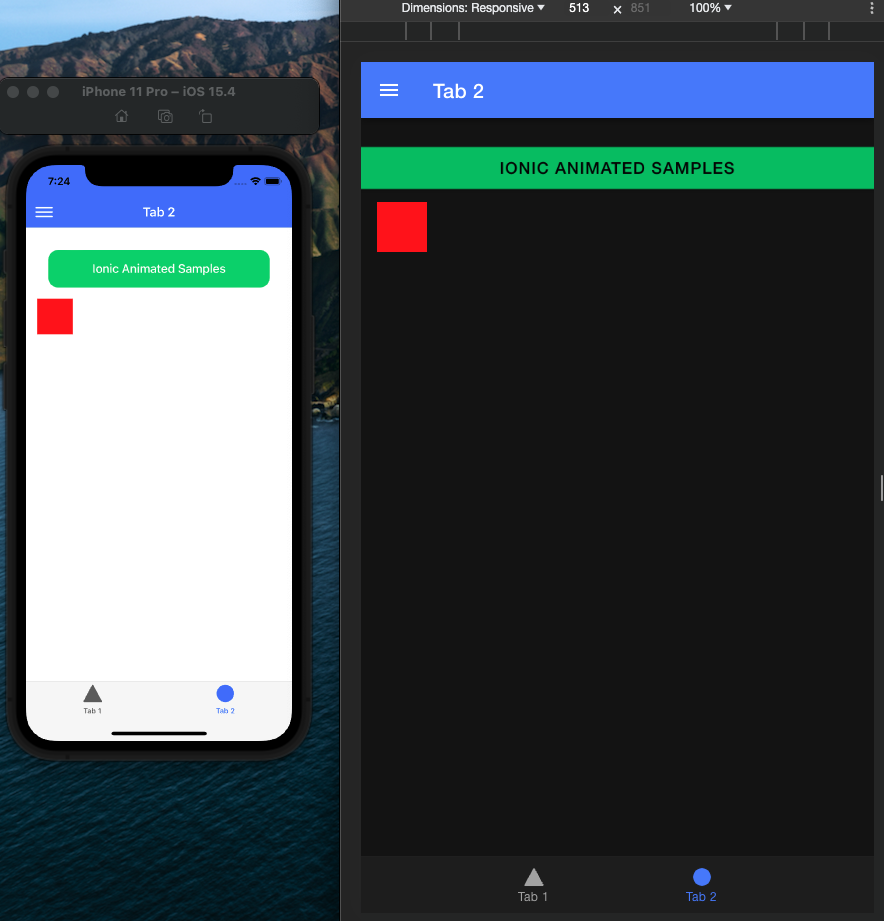 Dimensions: Responsive ▼ 513 × 851 100% ▼
iPhone 11 Pro – iOS 15.4
7:24
Tab 2
Ionic Animated Samples
Tab 1 Tab 2
Tab 2
IONIC ANIMATED SAMPLES
Tab 1 Tab 2